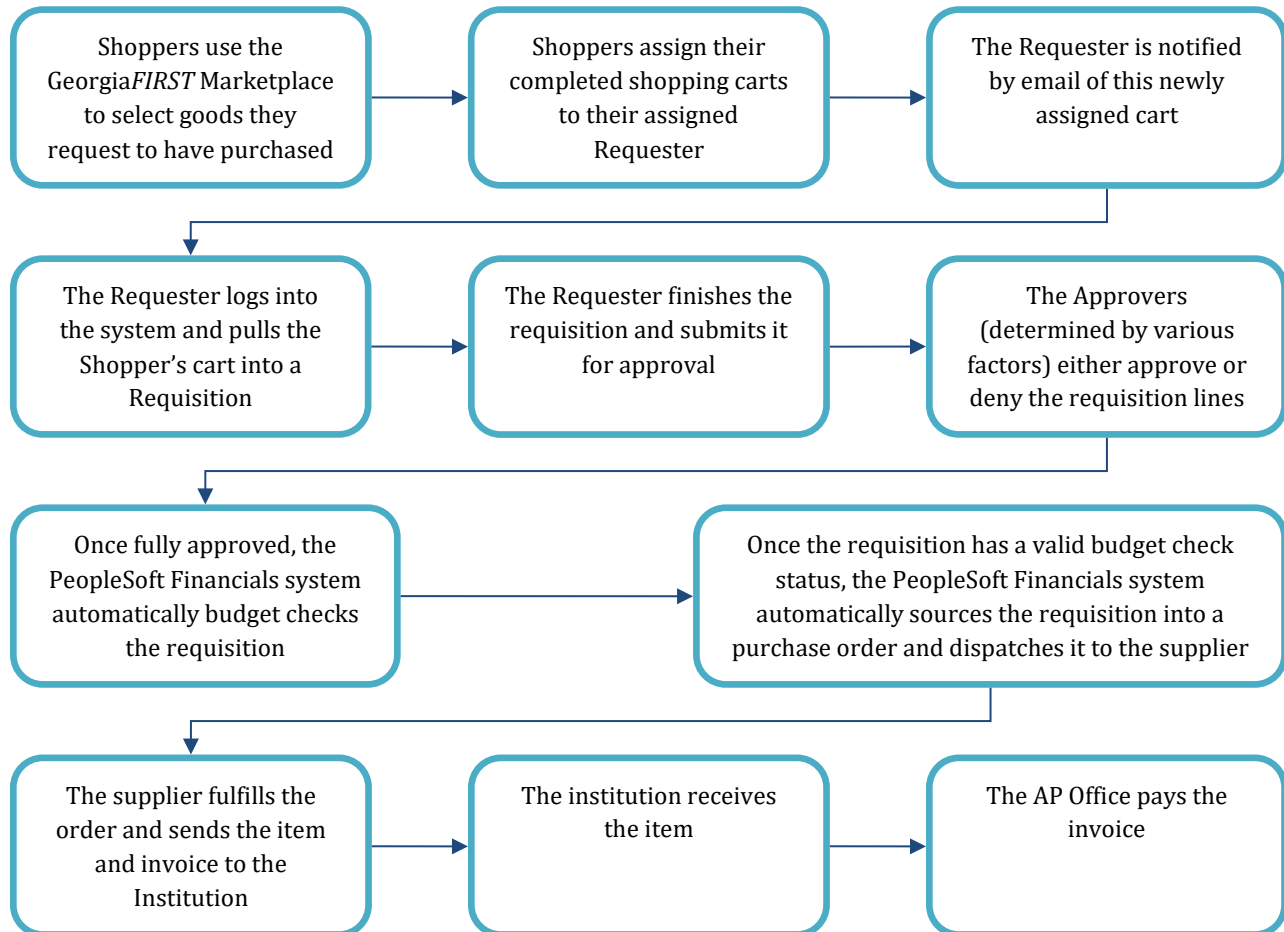 Shoppers use the
GeorgiaFIRST Marketplace
to select goods they
request to have purchased
Shoppers assign their
completed shopping carts
to their assigned
Requester
The Requester is notified
by email of this newly
assigned cart
The Requester logs into
the system and pulls the
Shopper’s cart into a
Requisition
The Requester finishes the
requisition and submits it
for approval
The Approvers
(determined by various
factors) either approve or
deny the requisition lines
Once fully approved, the
PeopleSoft Financials system
automatically budget checks
the requisition
Once the requisition has a valid budget check
status, the PeopleSoft Financials system
automatically sources the requisition into a
purchase order and dispatches it to the supplier
The supplier fulfills the
order and sends the item
and invoice to the
Institution
The institution receives
the item
The AP Office pays the
invoice